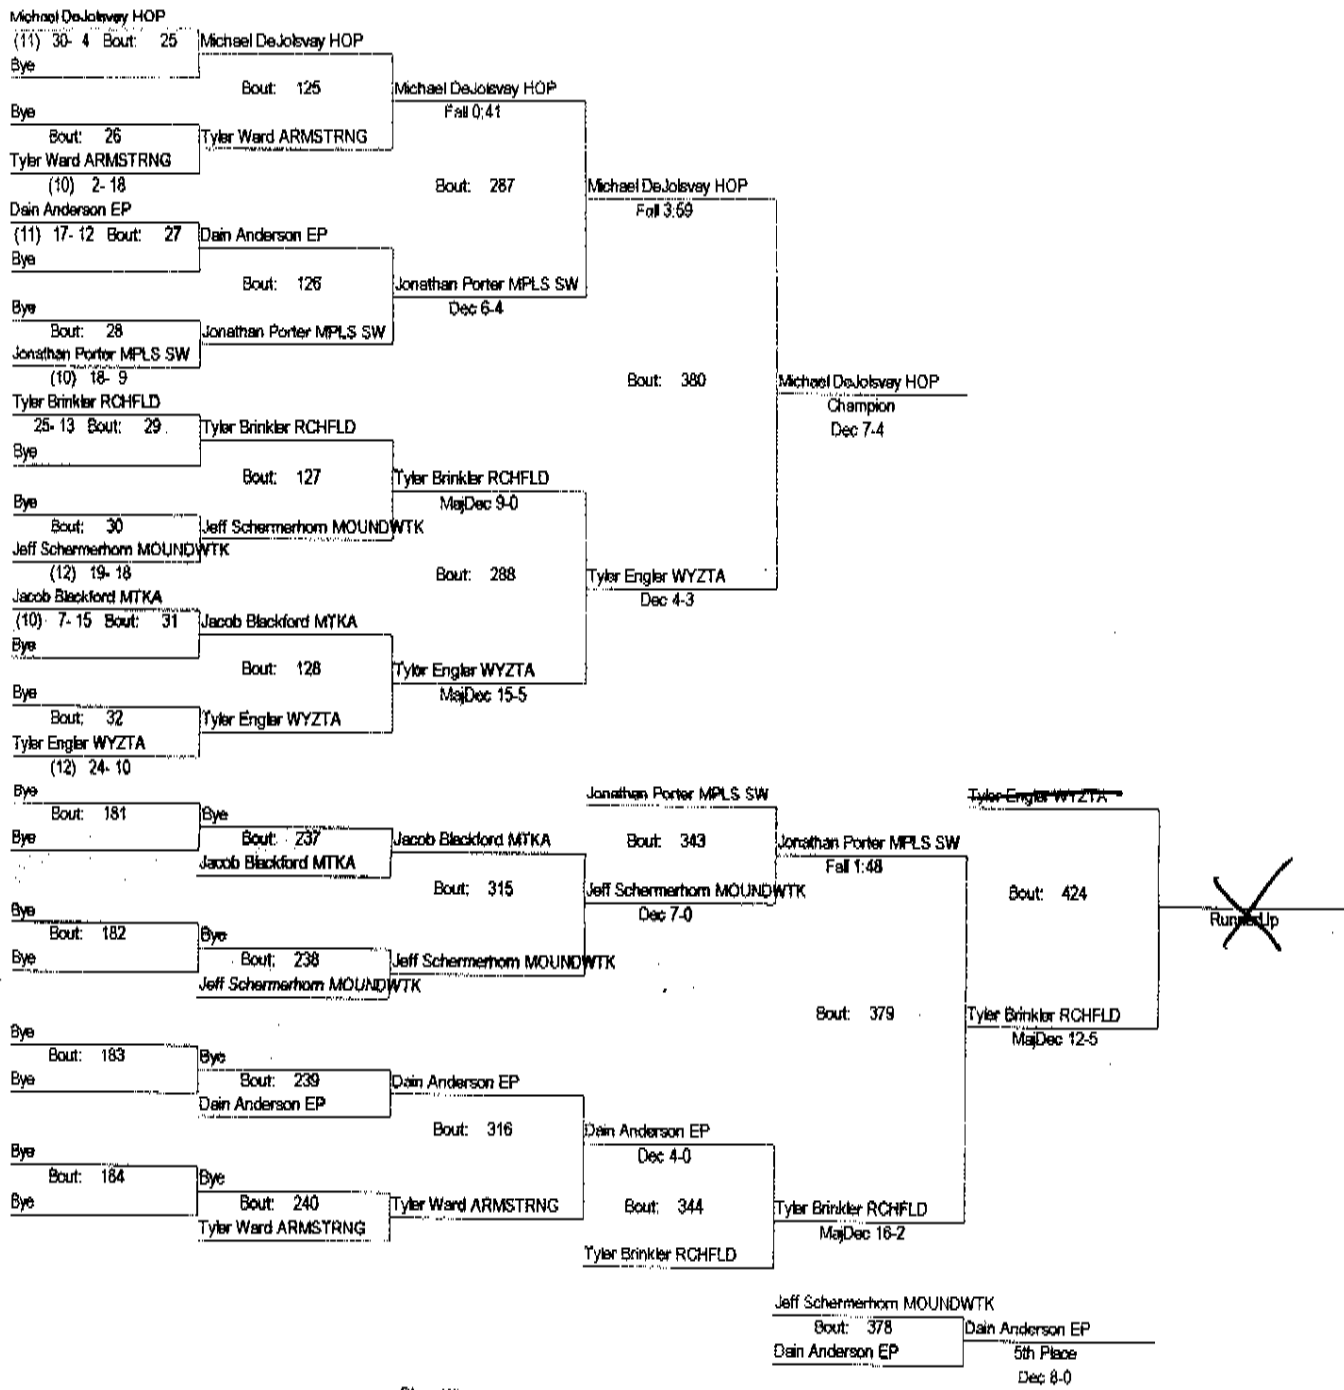 Michael DeJolsvay HOP
(11) 30- 4 Bout: 25 Michael DeJolsvay HOP
Bye
Bout: 125 Michael DeJolsvay HOP
Fall 0:41
Bye
Bout: 26 Tyler Ward ARMSTRNG
Tyler Ward ARMSTRNG
(10) 2- 18
Bout: 287 Michael DeJolsvay HOP
Fall 3:59
Dain Anderson EP
(11) 17- 12 Bout: 27 Dain Anderson EP
Bye
Bout: 126 Jonathan Porter MPLS SW
Dec 6-4
Bye
Bout: 28 Jonathan Porter MPLS SW
Jonathan Porter MPLS SW
(10) 18- 9
Bout: 380 Michael DeJolsvay HOP
Champion
Dec 7-4
Tyler Brinkler RCHFLD
25- 13 Bout: 29 Tyler Brinkler RCHFLD
Bye
Bout: 127 Tyler Brinkler RCHFLD
MajDec 9-0
Bye
Bout: 30 Jeff Schermerhorn MOUNDWTK
Jeff Schermerhorn MOUNDWTK
(12) 19- 18
Bout: 288 Tyler Engler WYZTA
Dec 4-3
Jacob Blackford MTKA
(10) 7- 15 Bout: 31 Jacob Blackford MTKA
Bye
Bout: 128 Tyler Engler WYZTA
MajDec 15-5
Bye
Bout: 32 Tyler Engler WYZTA
Tyler Engler WYZTA
(12) 24- 10
Bye
Bout: 181 Bye
Bye
Bout: 237 Jacob Blackford MTKA
Jacob Blackford MTKA
Jonathan Porter MPLS SW
Bout: 343 Jonathan Porter MPLS SW
Fall 1:48
Tyler Engler WYZTA
Bout: 315 Jeff Schermerhorn MOUNDWTK
Dec 7-0
Bout: 424
RunnerUp
Bye
Bout: 182 Bye
Bye
Bout: 238 Jeff Schermerhorn MOUNDWTK
Jeff Schermerhorn MOUNDWTK
Bout: 379 Tyler Brinkler RCHFLD
MajDec 12-5
Bye
Bout: 183 Bye
Bye
Bout: 239 Dain Anderson EP
Dain Anderson EP
Bout: 316 Dain Anderson EP
Dec 4-0
Bye
Bout: 184 Bye
Bye
Bout: 240 Tyler Ward ARMSTRNG
Tyler Ward ARMSTRNG
Bout: 344 Tyler Brinkler RCHFLD
MajDec 16-2
Tyler Brinkler RCHFLD
Jeff Schermerhorn MOUNDWTK
Bout: 378 Dain Anderson EP
Dain Anderson EP
5th Place
Dec 8-0